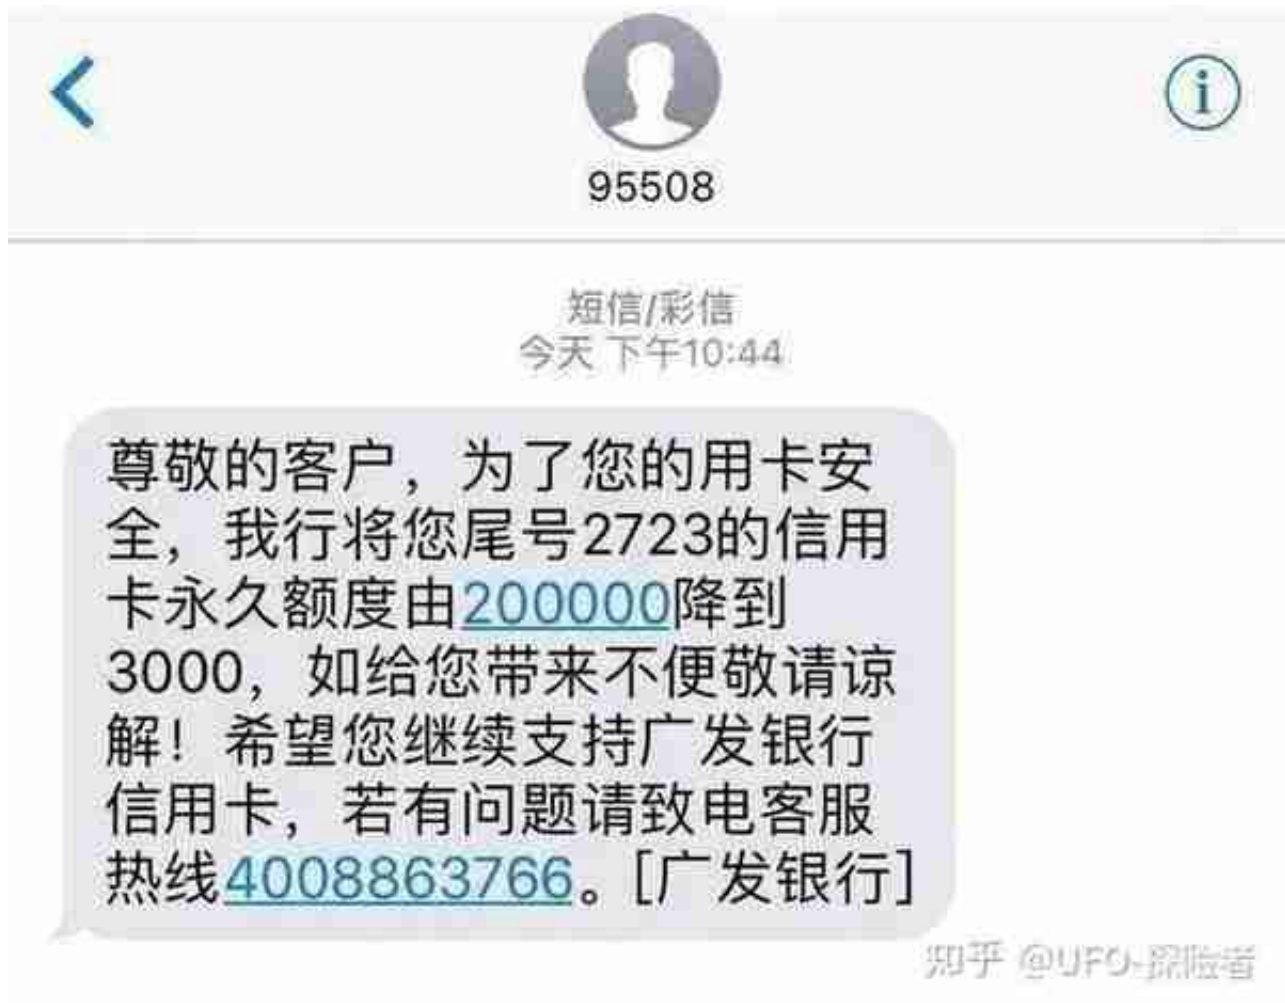 95508
短信/彩信
今天 下午10:44
尊敬的客户，为了您的用卡安
全，我行将您尾号2723的信用
卡永久额度由200000降到
3000，如给您带来不便敬请谅
解！希望您继续支持广发银行
信用卡，若有问题请致电客服
热线4008863766。[广发银行]
知乎 @UFO-探险者